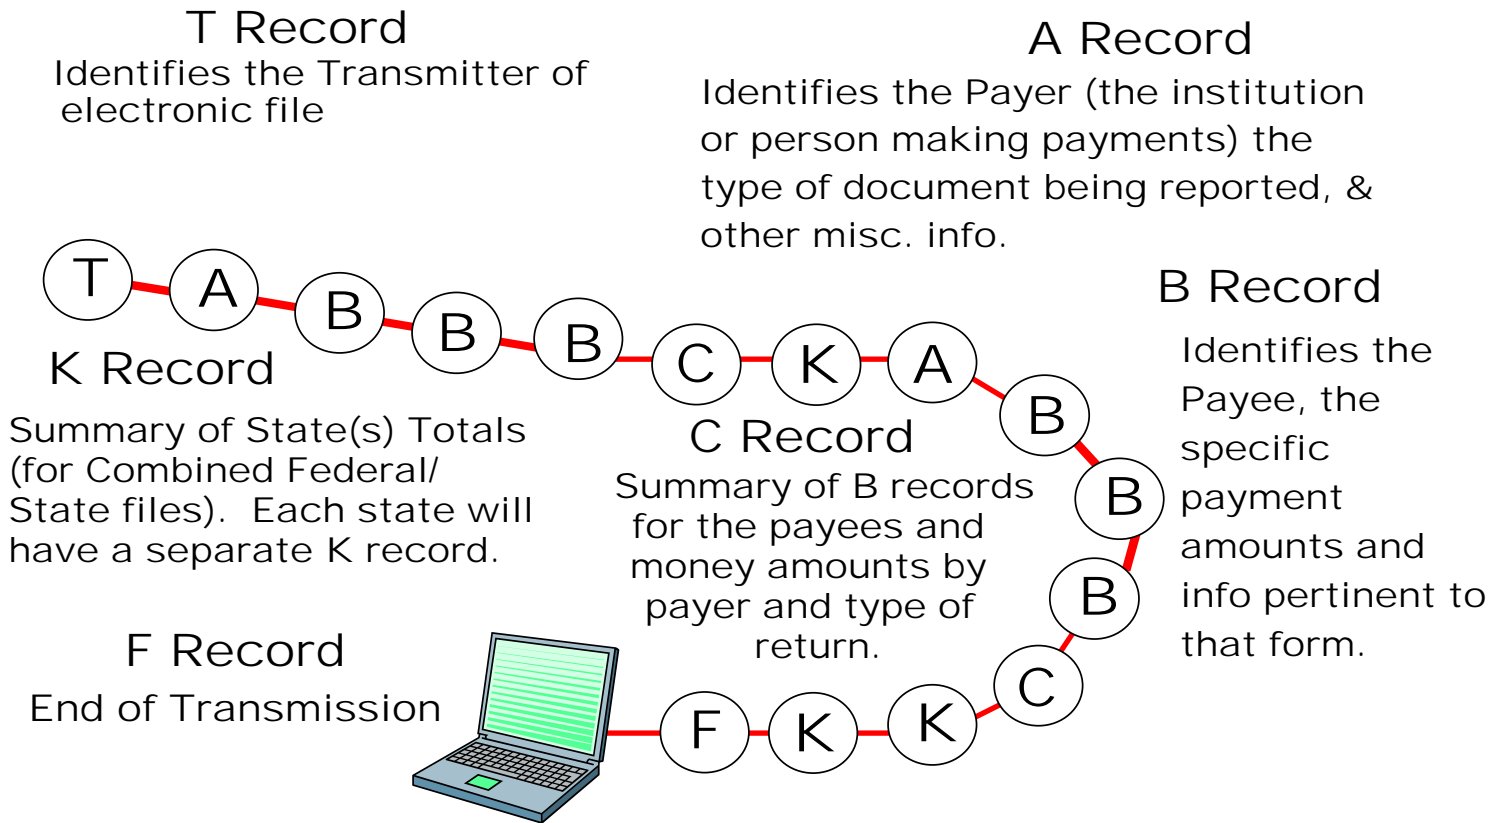 T Record
Identifies the Transmitter of
electronic file
A Record
Identifies the Payer (the institution
or person making payments) the
type of document being reported, &
other misc. info.
T
A
B
B
B
C
K
A
B
B
B
C
K
K
F
B Record
Identifies the
Payee, the
specific
payment
amounts and
info pertinent to
that form.
K Record
Summary of State(s) Totals
(for Combined Federal/
State files).  Each state will
have a separate K record.
C Record
Summary of B records
for the payees and
money amounts by
payer and type of
return.
F Record
End of Transmission